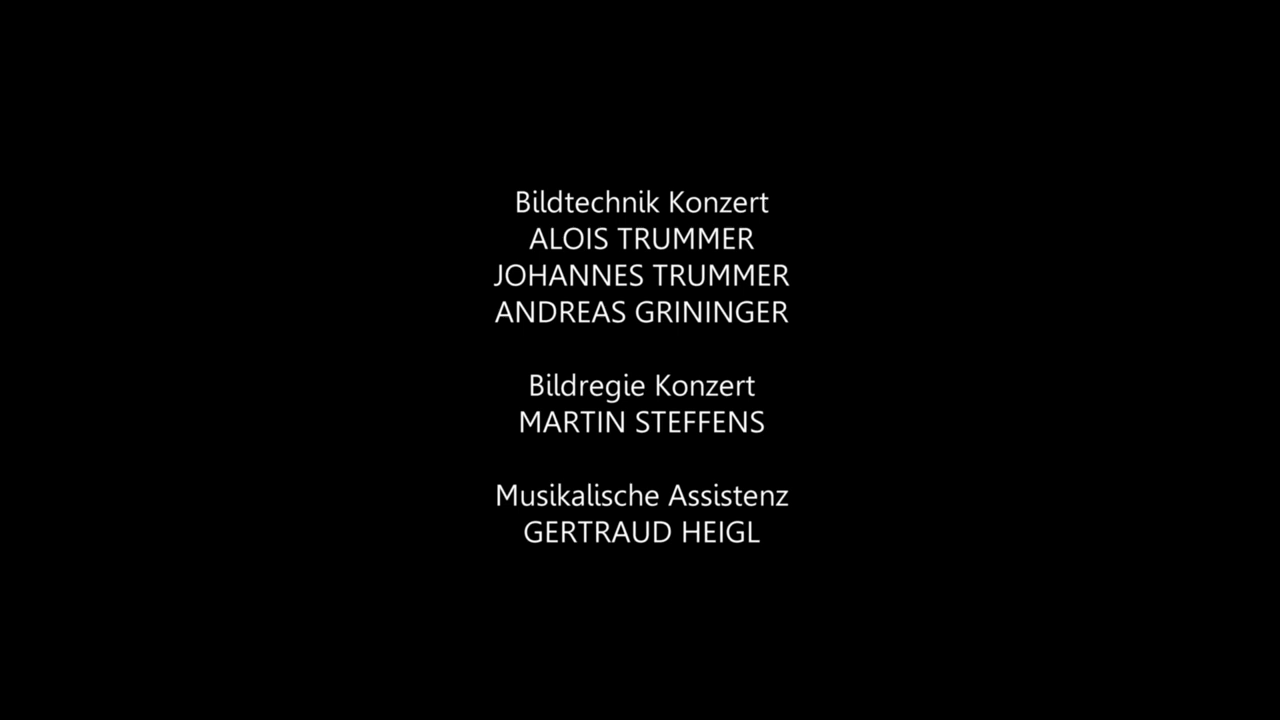 Bildtechnik Konzert
ALOIS TRUMMER
JOHANNES TRUMMER
ANDREAS GRININGER
Bildregie Konzert
MARTIN STEFFENS
Musikalische Assistenz
GERTRAUD HEIGL